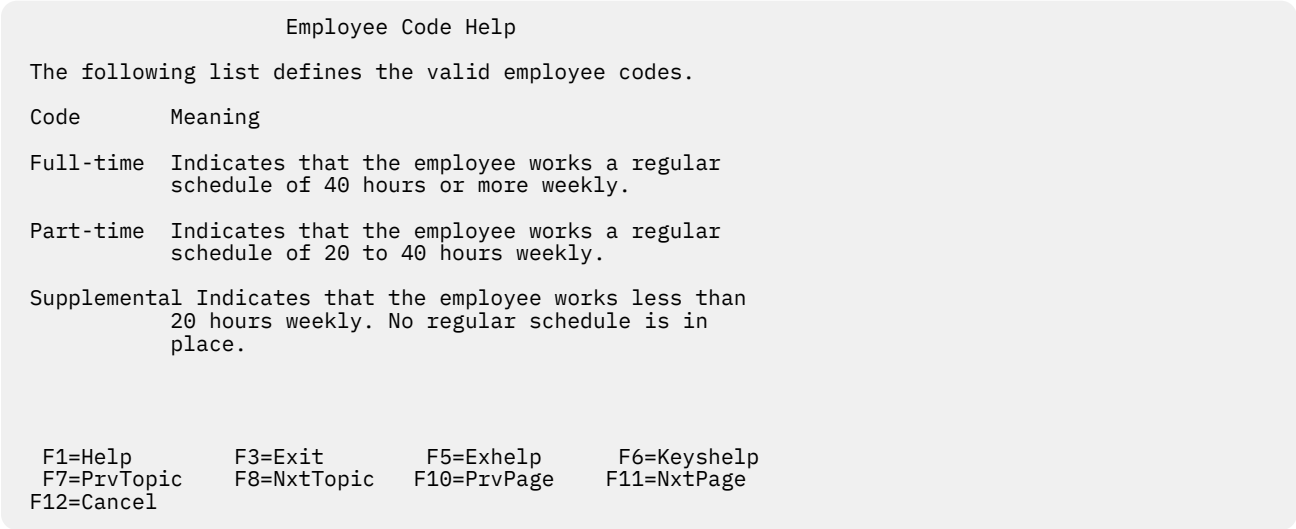 Employee Code Help
The following list defines the valid employee codes.
Code       Meaning
Full-time  Indicates that the employee works a regular
schedule of 40 hours or more weekly.
Part-time  Indicates that the employee works a regular
schedule of 20 to 40 hours weekly.
Supplemental Indicates that the employee works less than
20 hours weekly. No regular schedule is in
place.
F1=Help        F3=Exit        F5=Exhelp      F6=Keyshelp
F7=PrvTopic    F8=NxtTopic   F10=PrvPage    F11=NxtPage
F12=Cancel